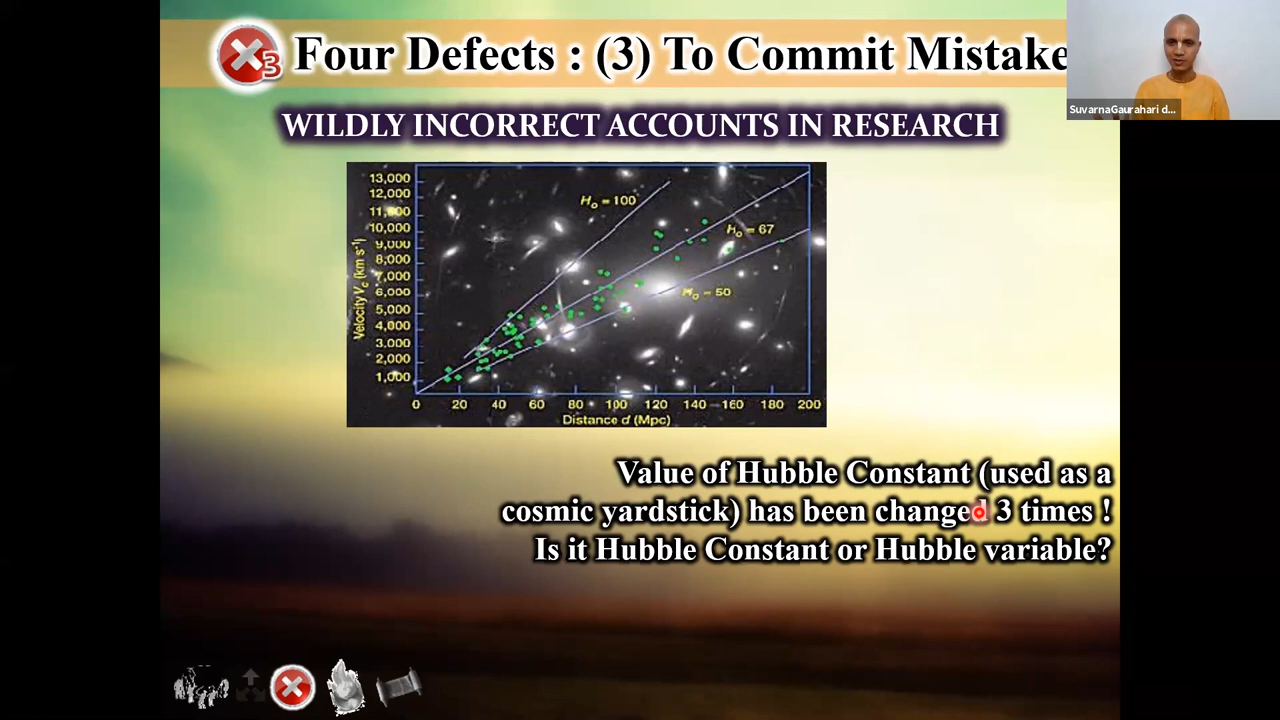 3 Four Defects : (3) To Commit Mistake
SuvarnaGaurahari d...
WILDLY INCORRECT ACCOUNTS IN RESEARCH
13,000
12,000
11,000
10,000
9,000
8,000
7,000
6,000
5,000
4,000
3,000
2,000
1,000
Velocity Vc (km s⁻¹)
Ho = 100
Ho = 67
Ho = 50
0 20 40 60 80 100 120 140 160 180 200
Distance d (Mpc)
Value of Hubble Constant (used as a
cosmic yardstick) has been changed 3 times !
Is it Hubble Constant or Hubble variable?